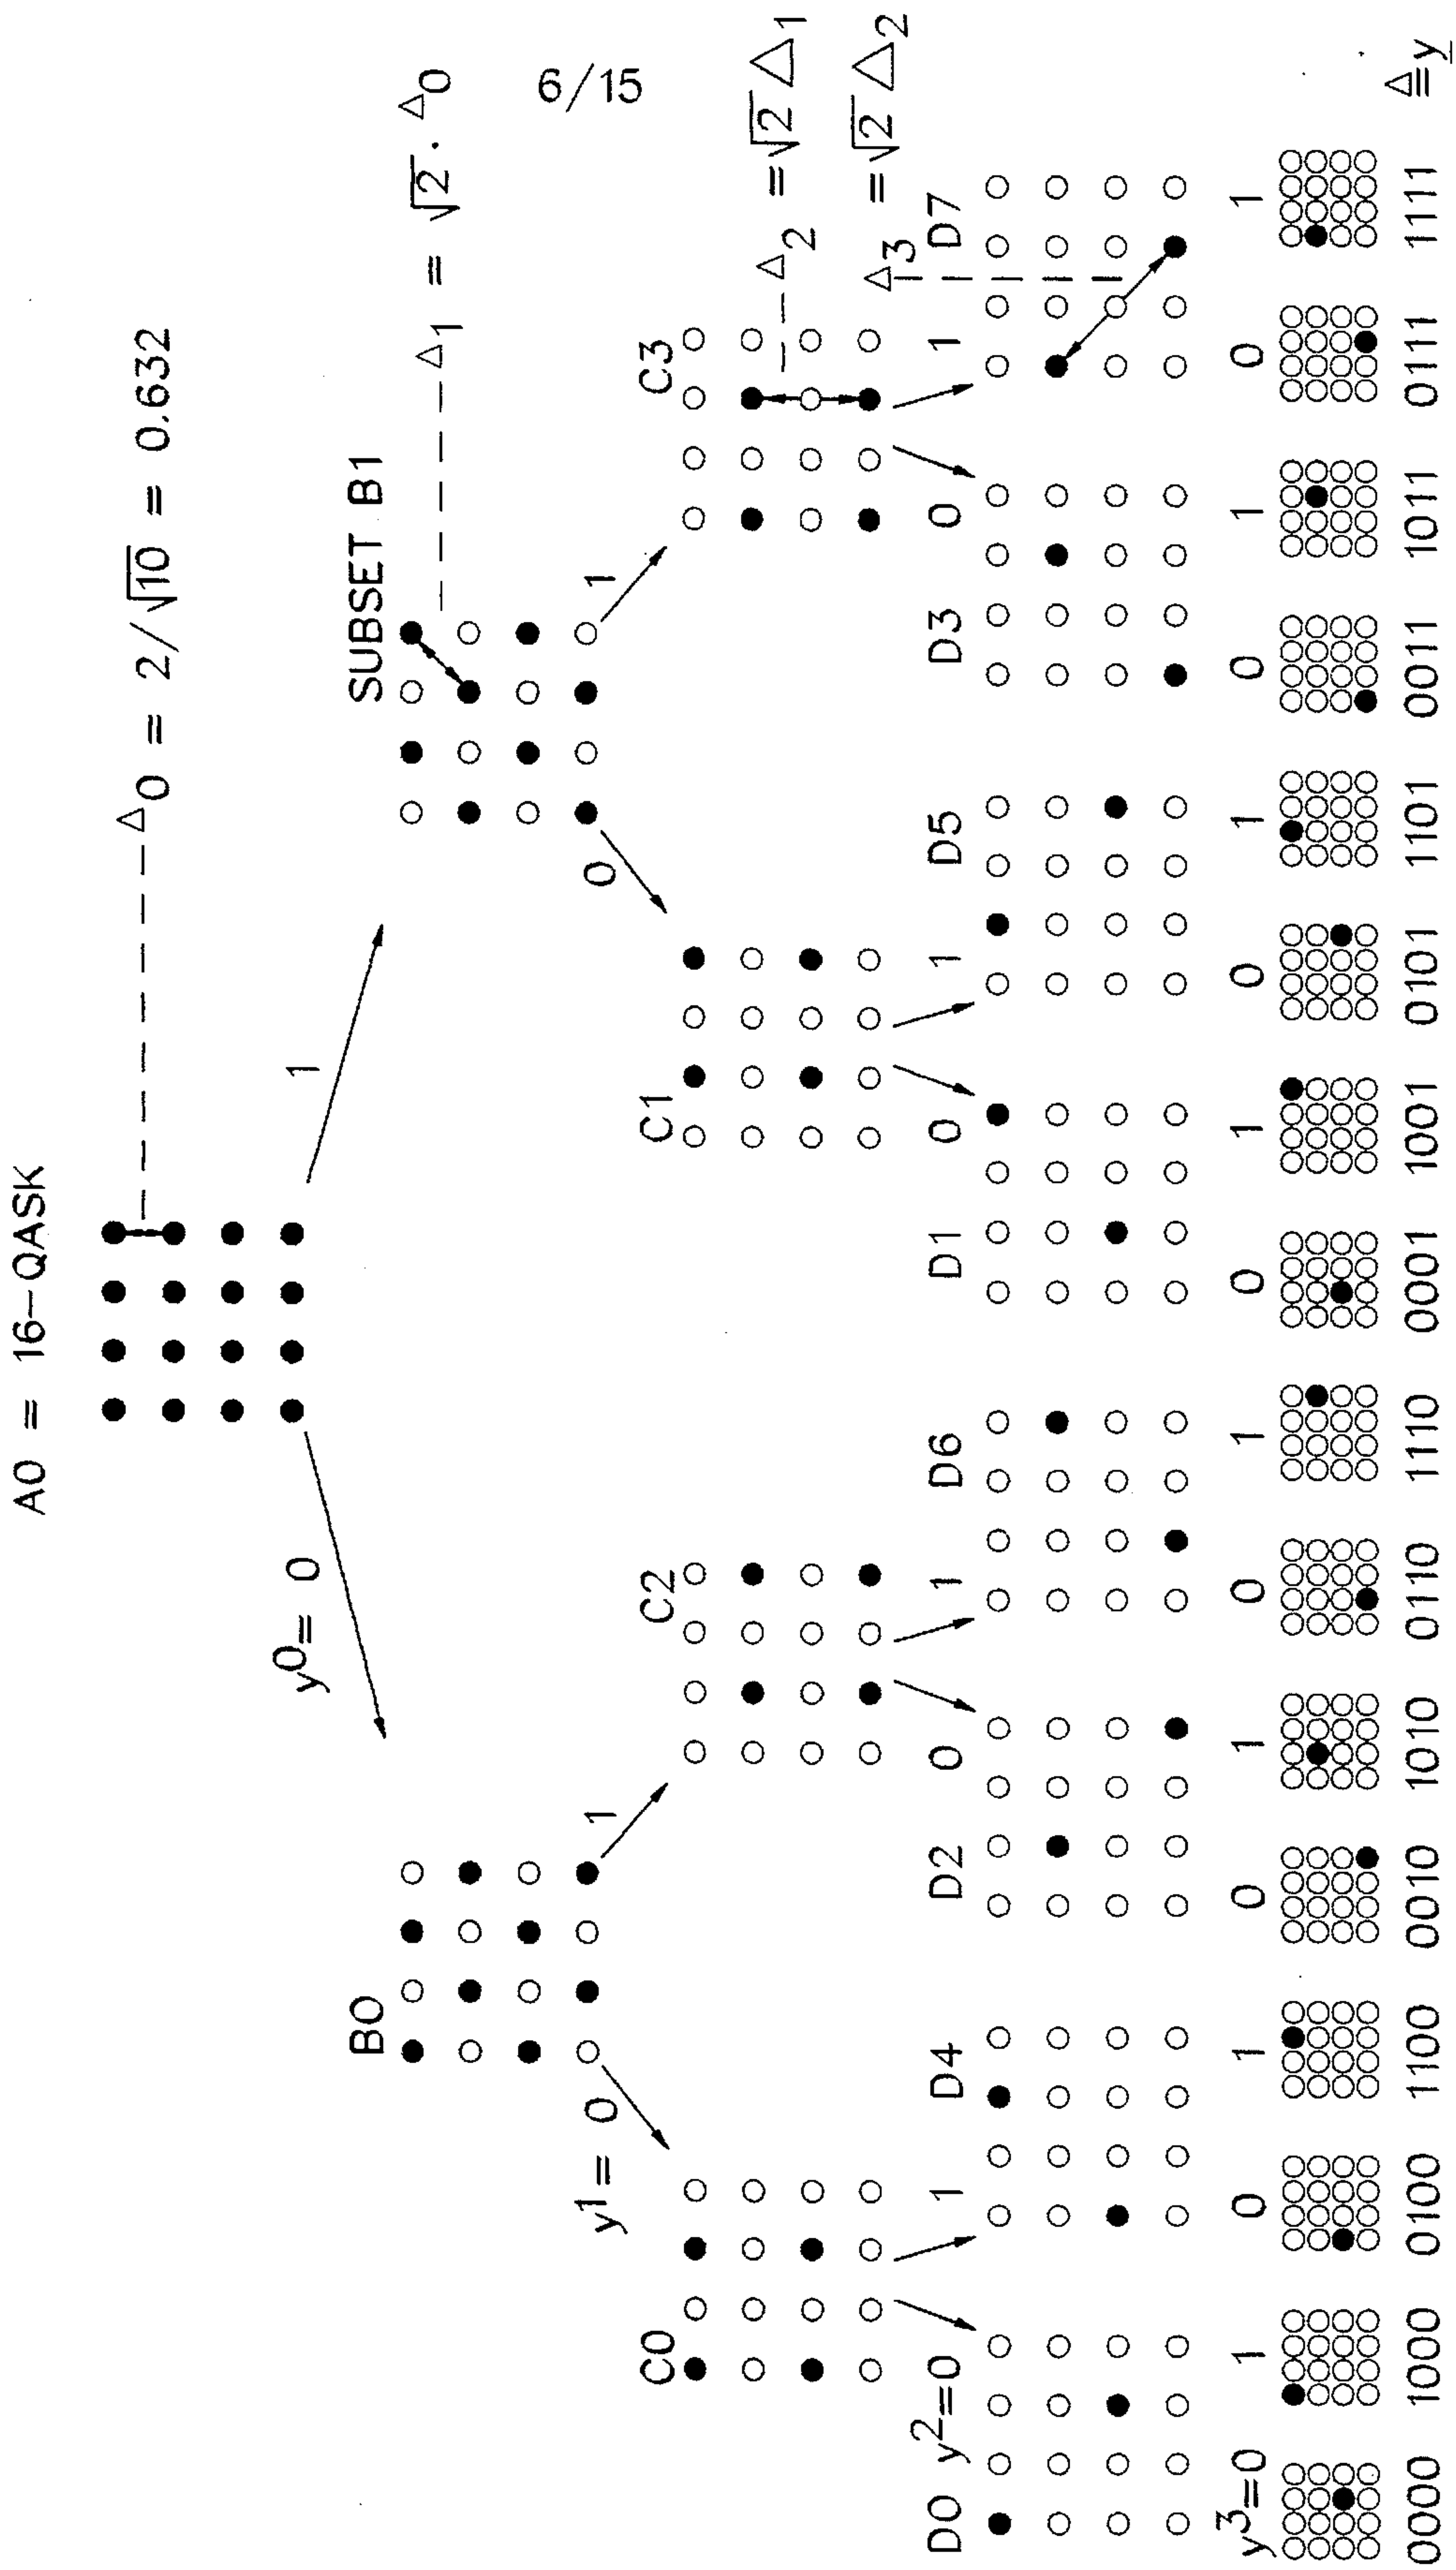 A0 = 16-QASK
Δ0 = 2/√10 = 0.632
y0= 0
1
B0
SUBSET B1
Δ1 = √2 · Δ0
6/15
y1= 0
1
0
1
C0
C2
C1
C3
Δ2 = √2 Δ1
Δ3 = √2 Δ2
D0 y2=0
1 D4
D2 0
1 D6
D1 0
1 D5
D3 0
1 D7
y3=0 1 0 1 0 1 0 1 0 1 0 1 0 1 0 1
0000 1000 0100 1100 0010 1010 0110 1110 0001 1001 0101 1101 0011 1011 0111 1111 ≙y